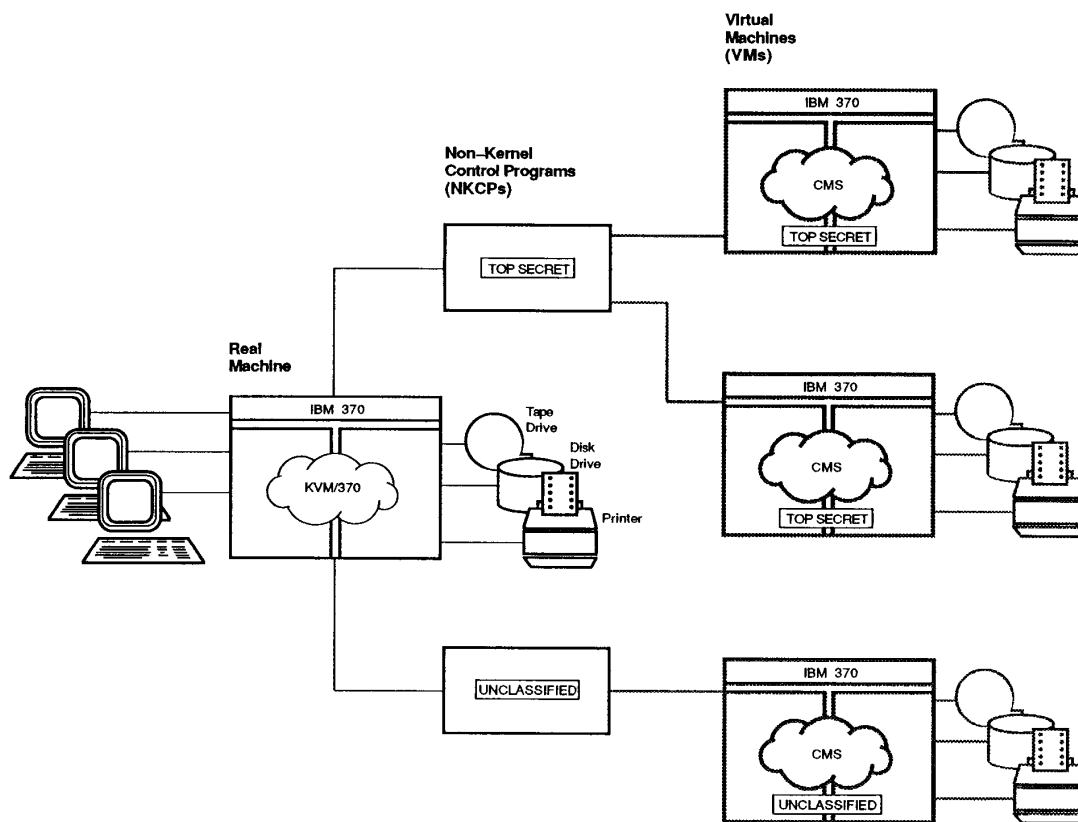 Virtual
Machines
(VMs)
IBM 370
CMS
TOP SECRET
Non–Kernel
Control Programs
(NKCPs)
TOP SECRET
Real
Machine
IBM 370
KVM/370
Tape
Drive
Disk
Drive
Printer
IBM 370
CMS
TOP SECRET
UNCLASSIFIED
IBM 370
CMS
UNCLASSIFIED